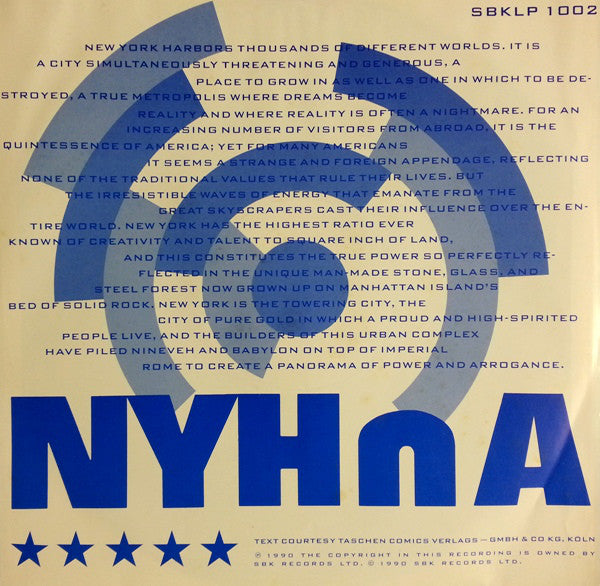 SBKLP 1002
NEW YORK HARBORS THOUSANDS OF DIFFERENT WORLDS. IT IS
A CITY SIMULTANEOUSLY THREATENING AND GENEROUS, A
PLACE TO GROW IN AS WELL AS ONE IN WHICH TO BE DE-
STROYED, A TRUE METROPOLIS WHERE DREAMS BECOME
REALITY AND WHERE REALITY IS OFTEN A NIGHTMARE. FOR AN
INCREASING NUMBER OF VISITORS FROM ABROAD, IT IS THE
QUINTESSENCE OF AMERICA; YET FOR MANY AMERICANS
IT SEEMS A STRANGE AND FOREIGN APPENDAGE, REFLECTING
NONE OF THE TRADITIONAL VALUES THAT RULE THEIR LIVES. BUT
THE IRRESISTIBLE WAVES OF ENERGY THAT EMANATE FROM THE
GREAT SKYSCRAPERS CAST THEIR INFLUENCE OVER THE EN-
TIRE WORLD. NEW YORK HAS THE HIGHEST RATIO EVER
KNOWN OF CREATIVITY AND TALENT TO SQUARE INCH OF LAND,
AND THIS CONSTITUTES THE TRUE POWER SO PERFECTLY RE-
FLECTED IN THE UNIQUE MAN-MADE STONE, GLASS, AND
STEEL FOREST NOW GROWN UP ON MANHATTAN ISLAND'S
BED OF SOLID ROCK. NEW YORK IS THE TOWERING CITY, THE
CITY OF PURE GOLD IN WHICH A PROUD AND HIGH-SPIRITED
PEOPLE LIVE, AND THE BUILDERS OF THIS URBAN COMPLEX
HAVE PILED NINEVEH AND BABYLON ON TOP OF IMPERIAL
ROME TO CREATE A PANORAMA OF POWER AND ARROGANCE.
NYHnA
TEXT COURTESY TASCHEN COMICS VERLAGS – GMBH & CO KG. KÖLN
℗ 1990 THE COPYRIGHT IN THIS RECORDING IS OWNED BY
SBK RECORDS LTD. © 1990 SBK RECORDS LTD.